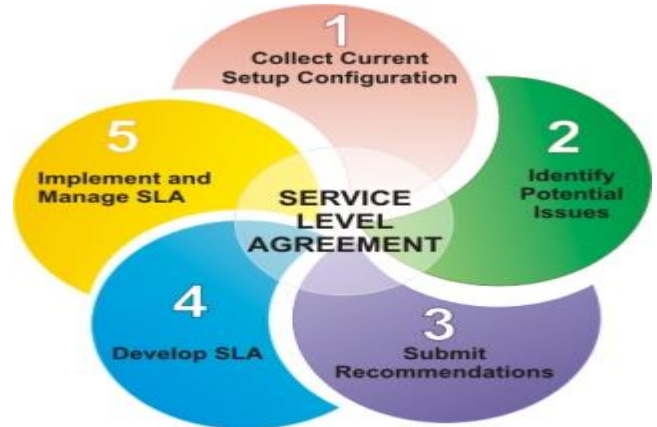 1
Collect Current
Setup Configuration
2
Identify
Potential
Issues
3
Submit
Recommendations
4
Develop SLA
5
Implement and
Manage SLA
SERVICE
LEVEL
AGREEMENT